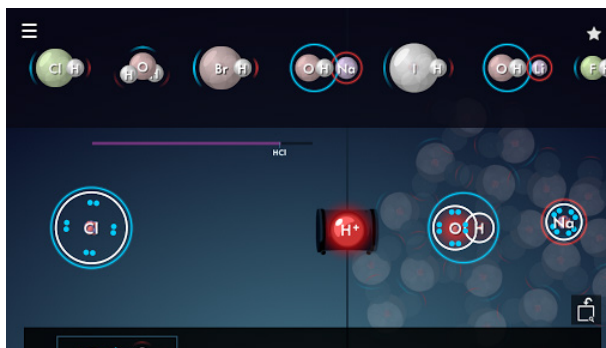 Cl H H O H Br H O H Na I H O H Li F H
HCl
Cl H+ O H Na